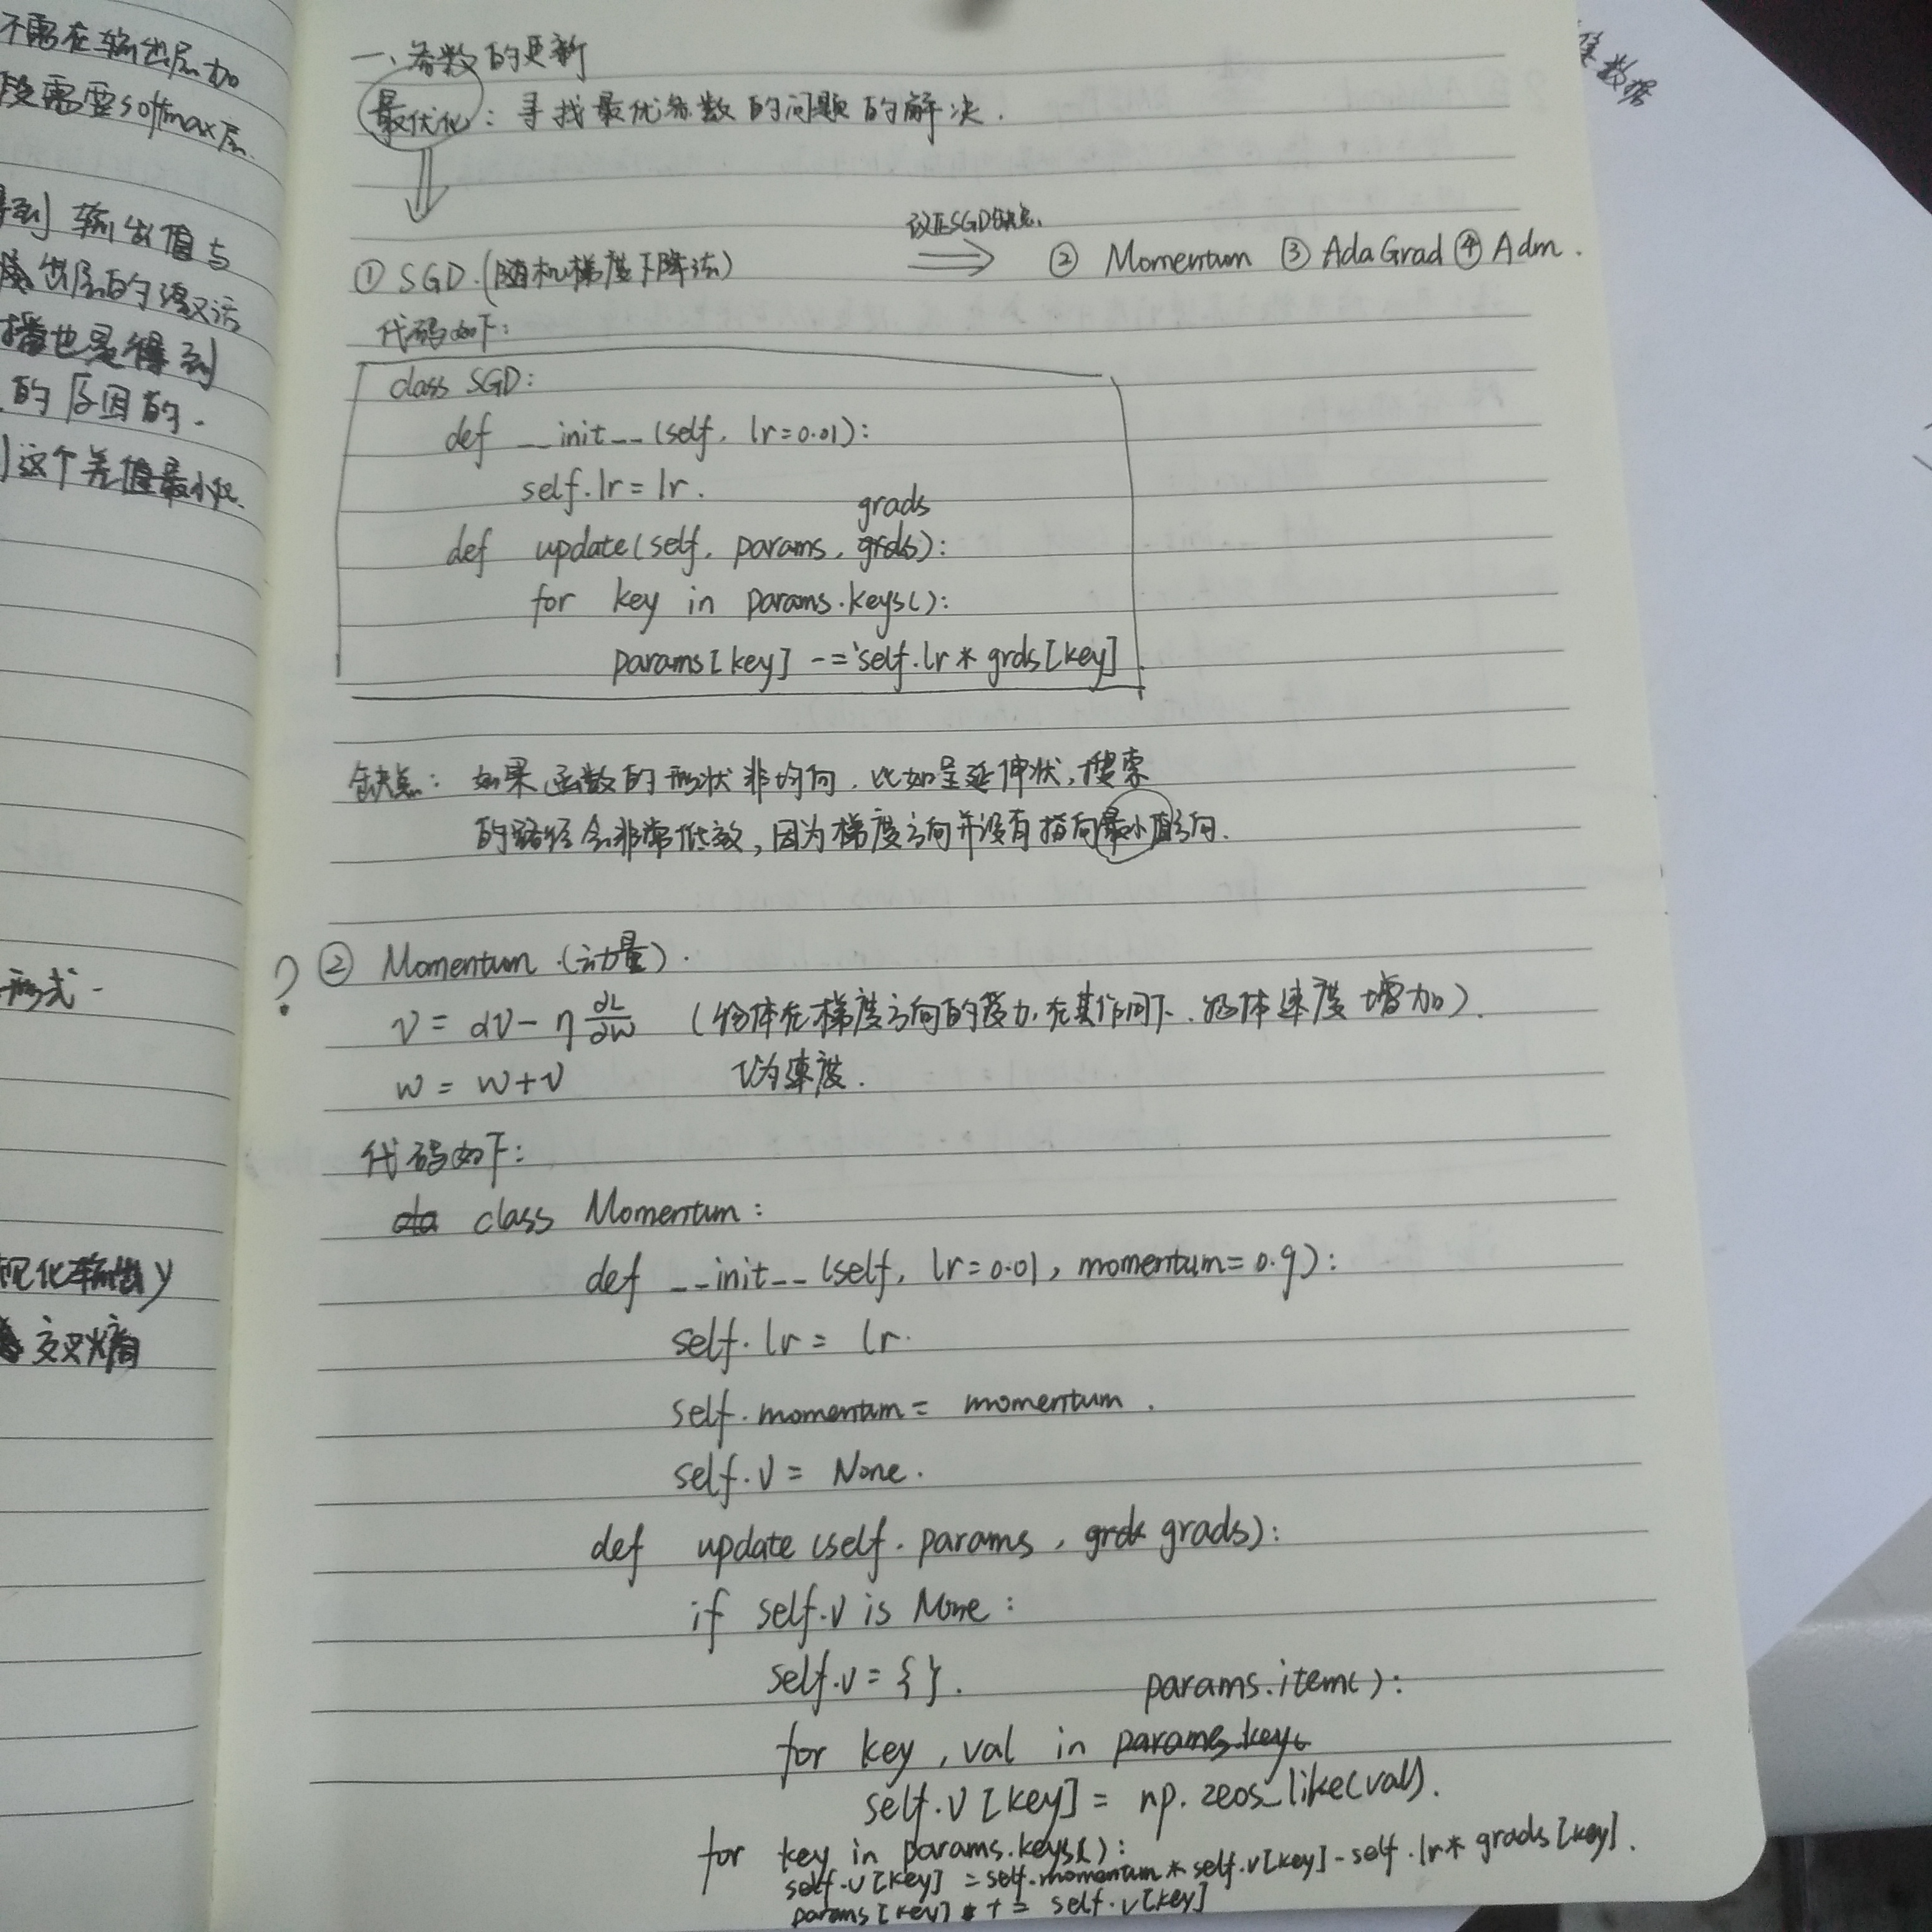 不需在输出层加
段需要softmax层.
得到输出值与
输出层的激活
播也是得到
的原因的.
这个差值最小化.
形式.
视化输出y
交叉熵
一、参数的更新
最优化：寻找最优参数的问题的解决.
改正SGD缺点.
① SGD.(随机梯度下降法) ⇒ ② Momentum ③ AdaGrad ④ Adm.
代码如下:
class SGD:
def __init__(self, lr=0.01):
self.lr = lr.
grads
def update(self, params, grds):
for key in params.keys():
params[key] -= self.lr * grds[key]
缺点: 如果函数的形状非均向, 比如呈延伸状, 搜索
的路径会非常低效, 因为梯度方向并没有指向最小值方向.
? ② Momentum.(动量).
v = αv - η ∂L/∂w (物体在梯度方向的受力, 在其作用下, 物体速度增加).
w = w+v v为速度.
代码如下:
class Momentum:
def __init__(self, lr=0.01, momentum=0.9):
self.lr = lr.
self.momentum = momentum.
self.v = None.
def update(self. params, grads):
if self.v is None:
self.v = {}. params.item():
for key, val in params.key(
self.v[key] = np.zeos_like(val).
for key in params.keys():
self.v[key] = self.momentum * self.v[key] - self.lr * grads[key].
params[key] += self.v[key]
数据